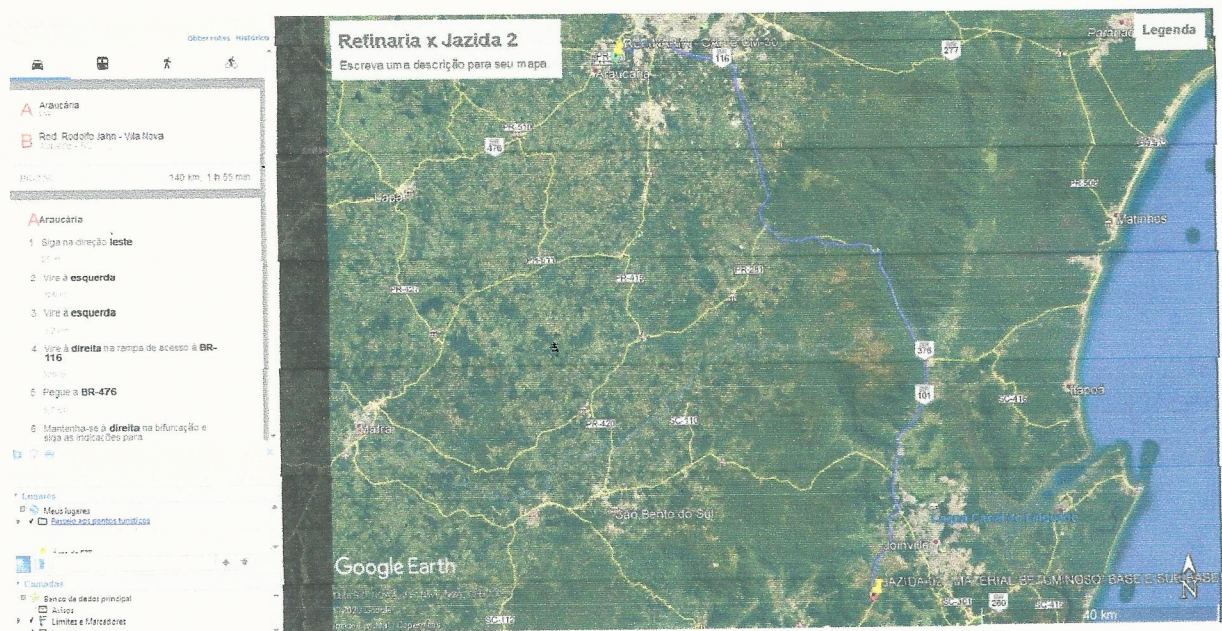 Obter rotas Histórico
A Araucária
B Rod. Rodolfo Jahn - Vila Nova
140 km, 1 h 55 min
A Araucária
1 Siga na direção leste
2 Vire à esquerda
3 Vire à esquerda
4 Vire à direita na rampa de acesso à BR-
116
5 Pegue a BR-476
6 Mantenha-se à direita na bifurcação e
siga as indicações para
Lugares
Meus lugares
Passeio aos pontos turísticos
Camadas
Banco de dados principal
Avisos
Limites e Marcadores
Refinaria x Jazida 2
Escreva uma descrição para seu mapa.
Legenda
Araucária
116
277
PR-510
476
Lapa
PR-508
Matinhos
PR-511
PR-419
PR-281
PR-427
376
101
Itapoá
SC-416
Mafra
PR-420
SC-110
São Bento do Sul
Joinville
JAZIDA 02 - MATERIAL BETUMINOSO, BASE E SUB-BASE
Google Earth
SC-112
280
40 km
N